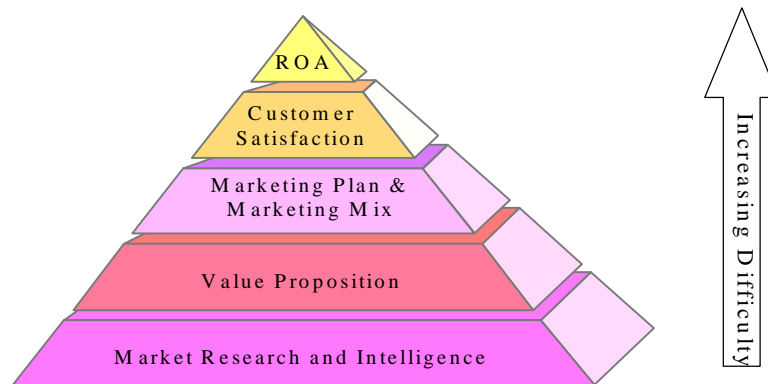 ROA
Customer
Satisfaction
Marketing Plan &
Marketing Mix
Value Proposition
Market Research and Intelligence
Increasing Difficulty